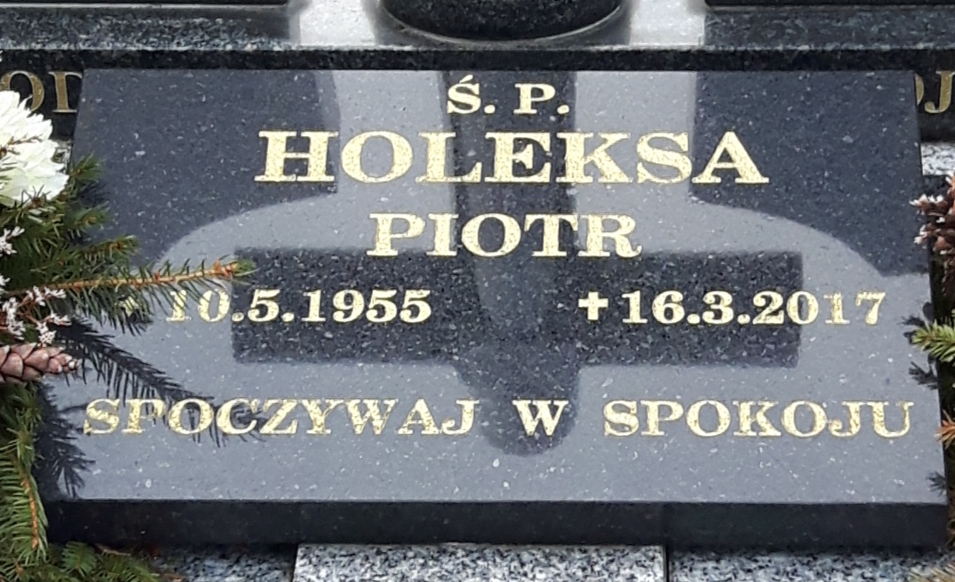 Ś. P.
HOLEKSA
PIOTR
* 10.5.1955 ✝ 16.3.2017
SPOCZYWAJ W SPOKOJU